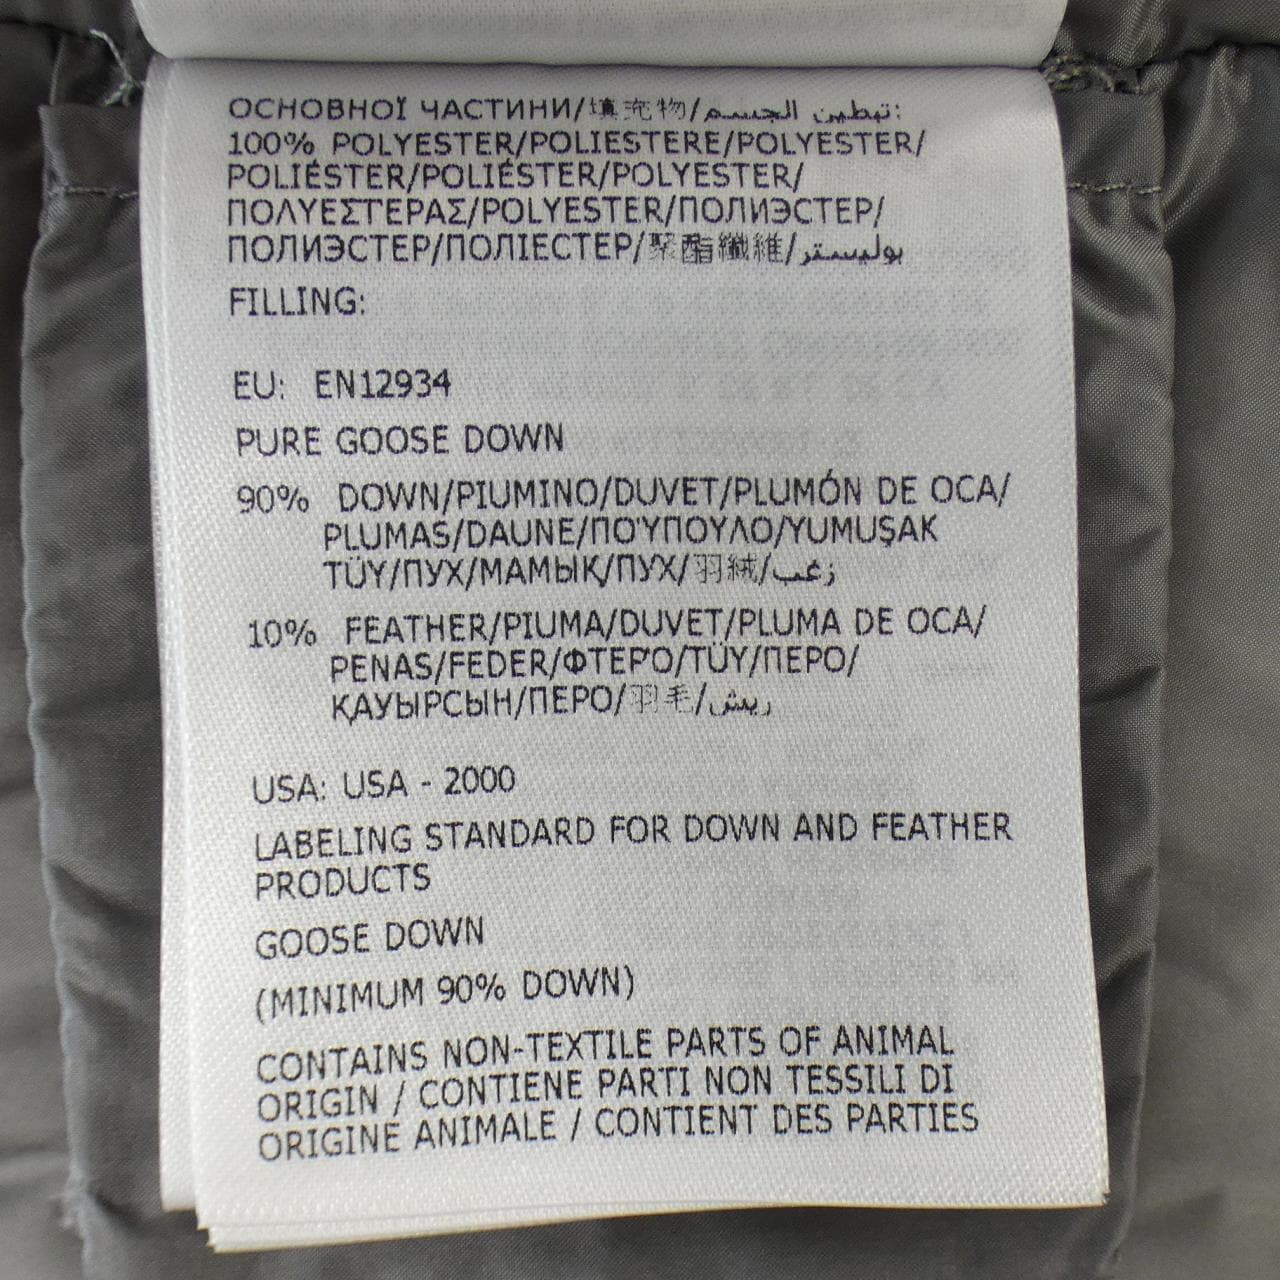 ОСНОВНОЇ ЧАСТИНИ/填充物/تبطين الجسم:
100% POLYESTER/POLIESTERE/POLYESTER/
POLIÉSTER/POLIÉSTER/POLYESTER/
ΠΟΛΥΕΣΤΕΡΑΣ/POLYESTER/ПОЛИЭСТЕР/
ПОЛИЭСТЕР/ПОЛІЕСТЕР/聚酯纖維/بوليستر
FILLING:
EU: EN12934
PURE GOOSE DOWN
90% DOWN/PIUMINO/DUVET/PLUMÓN DE OCA/
PLUMAS/DAUNE/ΠΟΎΠΟΥΛΟ/YUMUŞAK
TÜY/ПУХ/МАМЫҚ/ПУХ/羽絨/زغب
10% FEATHER/PIUMA/DUVET/PLUMA DE OCA/
PENAS/FEDER/ΦΤΕΡΌ/TÜY/ПЕРО/
ҚАУЫРСЫН/ПЕРО/羽毛/ريش
USA: USA - 2000
LABELING STANDARD FOR DOWN AND FEATHER
PRODUCTS
GOOSE DOWN
(MINIMUM 90% DOWN)
CONTAINS NON-TEXTILE PARTS OF ANIMAL
ORIGIN / CONTIENE PARTI NON TESSILI DI
ORIGINE ANIMALE / CONTIENT DES PARTIES